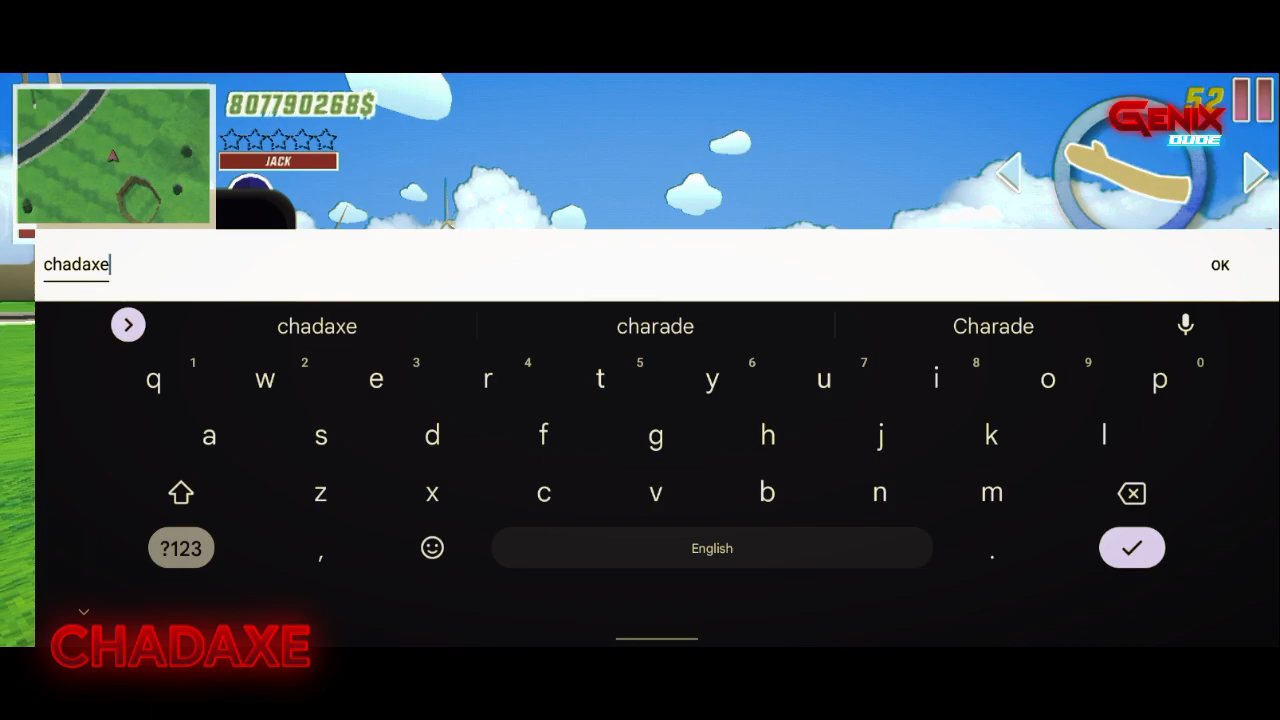 807790268$
52
GENIX
DUDE
JACK
chadaxe
OK
chadaxe charade Charade
q 1 w 2 e 3 r 4 t 5 y 6 u 7 i 8 o 9 p 0
a s d f g h j k l
z x c v b n m
?123 , English .
CHADAXE